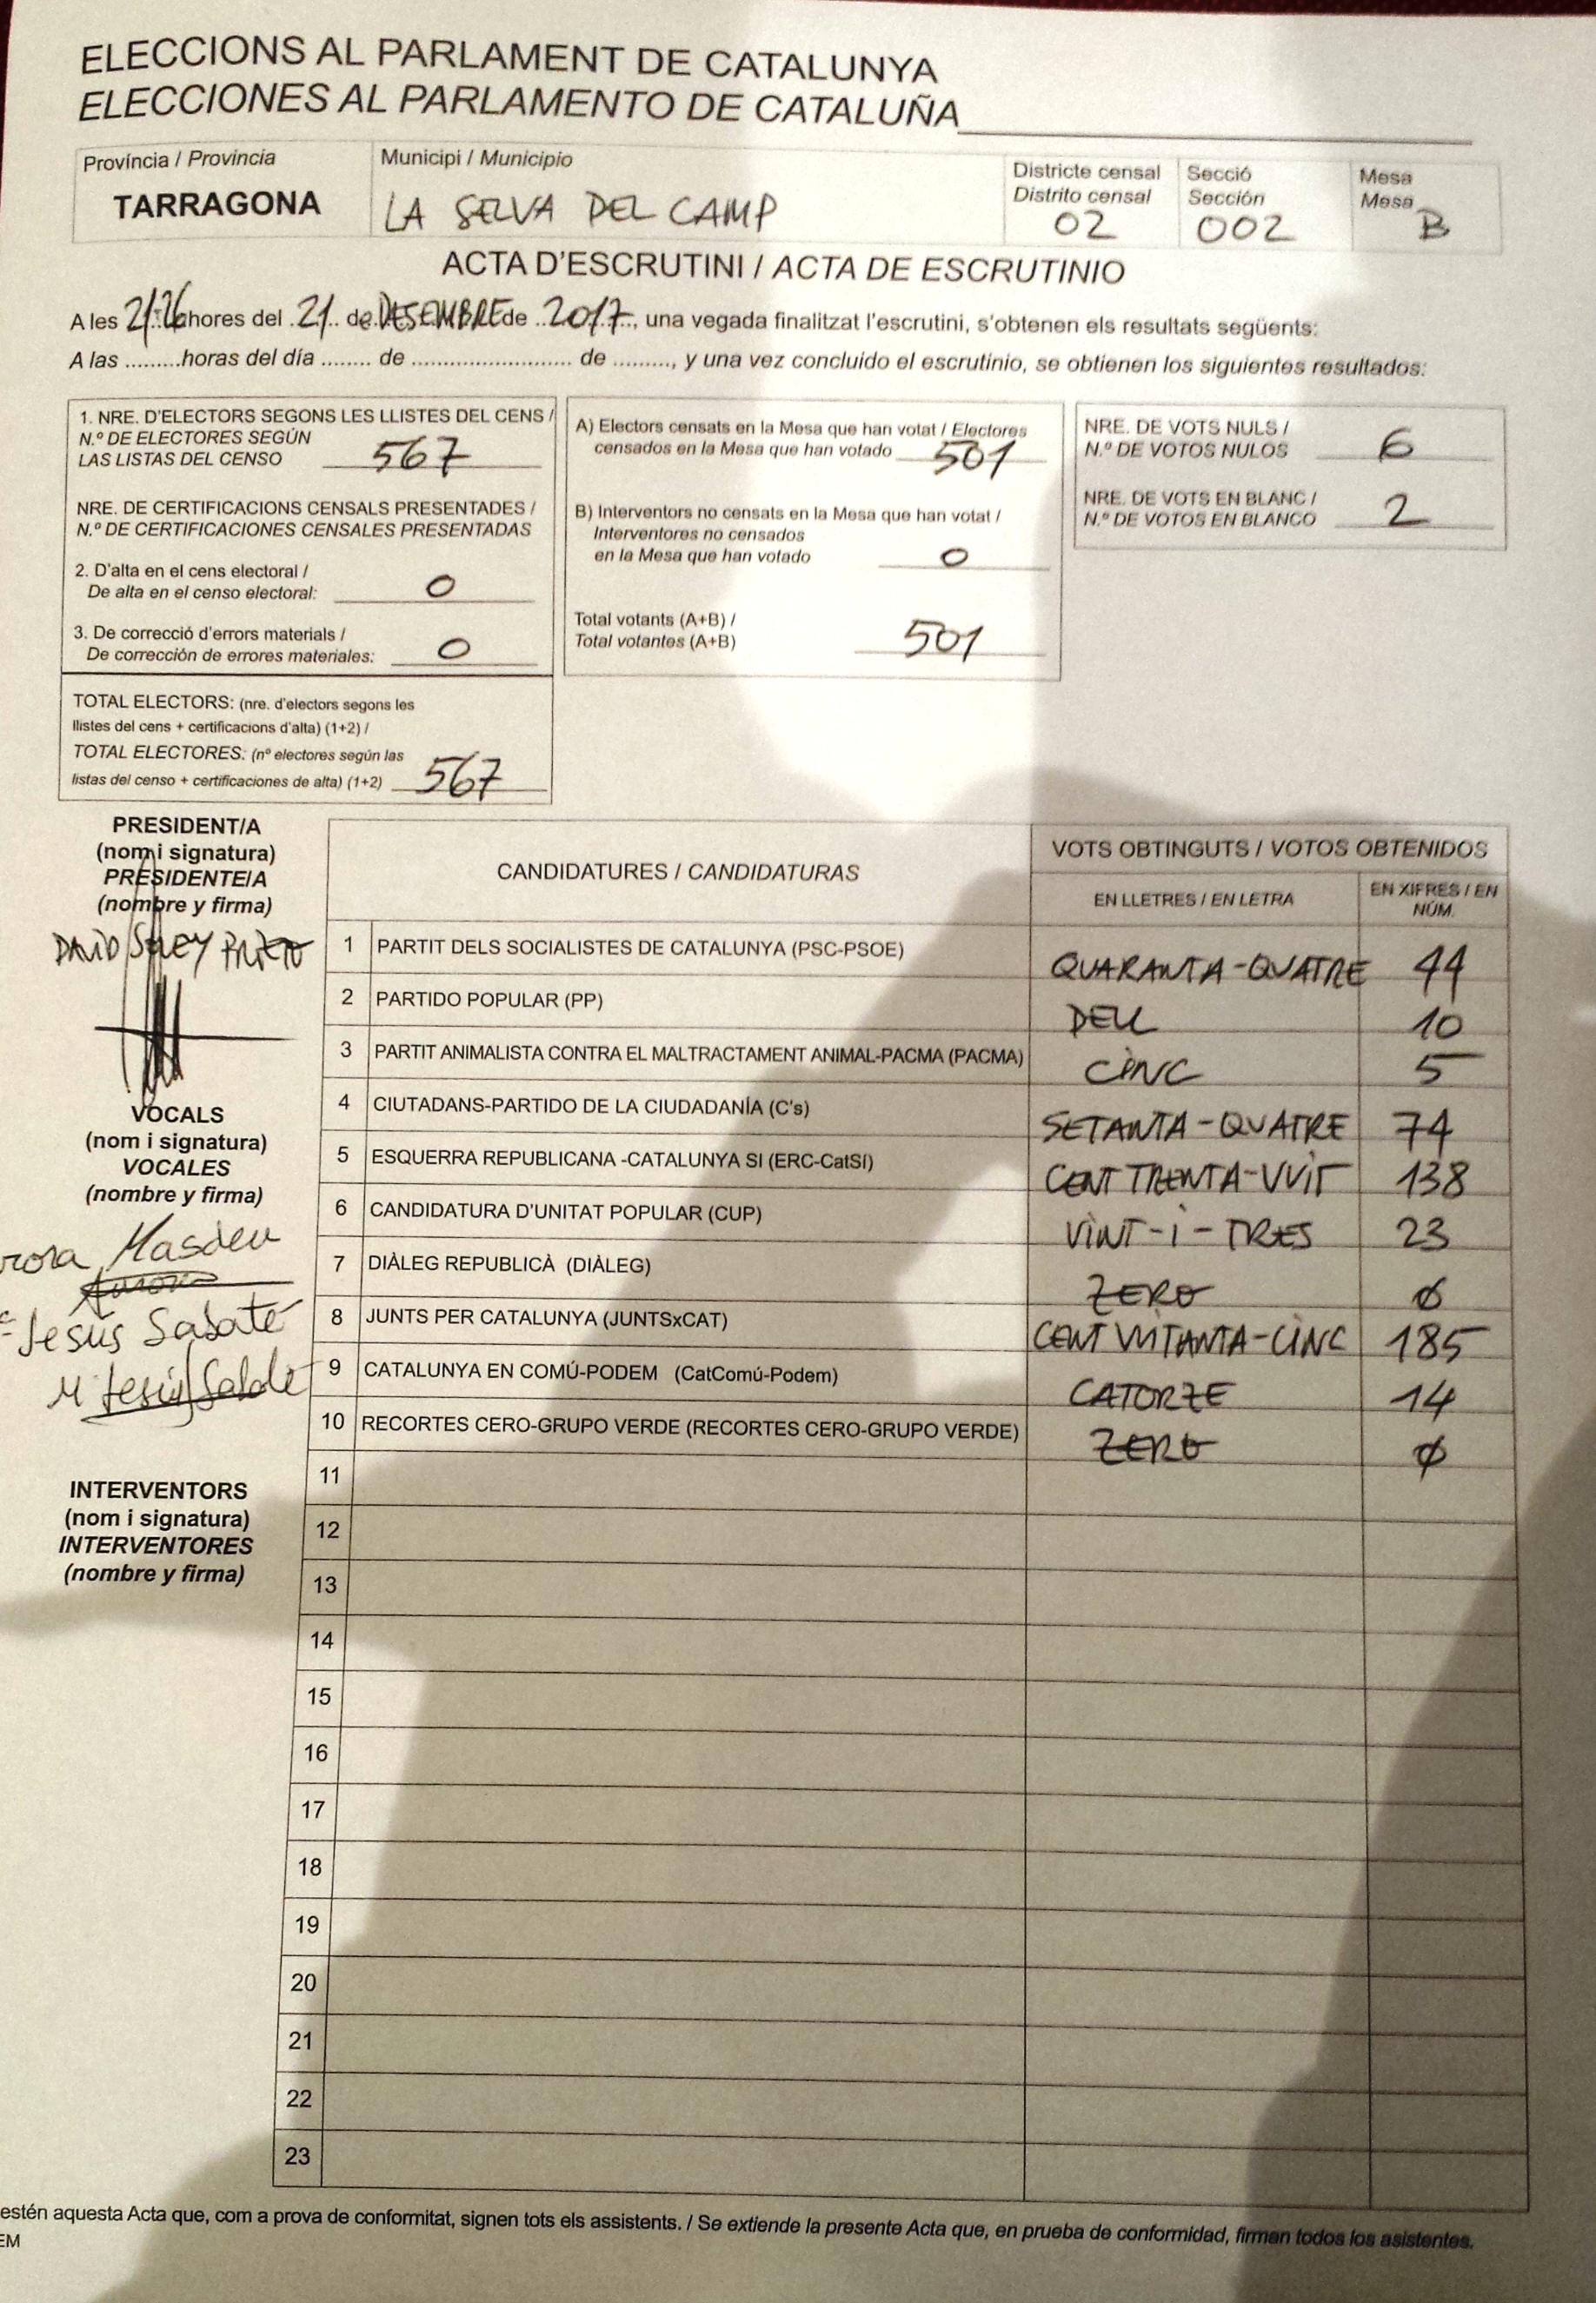 ELECCIONS AL PARLAMENT DE CATALUNYA
ELECCIONES AL PARLAMENTO DE CATALUÑA
Província / Provincia
TARRAGONA
Municipi / Municipio
LA SELVA DEL CAMP
Districte censal
Distrito censal
02
Secció
Sección
002
Mesa
Mesa
B
ACTA D'ESCRUTINI / ACTA DE ESCRUTINIO
A les hores del 21 de DESEMBRE de 2017, una vegada finalitzat l'escrutini, s'obtenen els resultats següents:
A las ........horas del día ....... de ..................... de ........, y una vez concluido el escrutinio, se obtienen los siguientes resultados:
1. NRE. D'ELECTORS SEGONS LES LLISTES DEL CENS /
N.º DE ELECTORES SEGÚN
LAS LISTAS DEL CENSO 567
NRE. DE CERTIFICACIONS CENSALS PRESENTADES /
N.º DE CERTIFICACIONES CENSALES PRESENTADAS
2. D'alta en el cens electoral /
De alta en el censo electoral: 0
3. De correcció d'errors materials /
De corrección de errores materiales: 0
TOTAL ELECTORS: (nre. d'electors segons les
llistes del cens + certificacions d'alta) (1+2) /
TOTAL ELECTORES: (nº electores según las
listas del censo + certificaciones de alta) (1+2) 567
A) Electors censats en la Mesa que han votat / Electores
censados en la Mesa que han votado 501
B) Interventors no censats en la Mesa que han votat /
Interventores no censados
en la Mesa que han votado 0
Total votants (A+B) /
Total votantes (A+B) 501
NRE. DE VOTS NULS /
N.º DE VOTOS NULOS 6
NRE. DE VOTS EN BLANC /
N.º DE VOTOS EN BLANCO 2
PRESIDENT/A
(nom i signatura)
PRESIDENTE/A
(nombre y firma)
VOCALS
(nom i signatura)
VOCALES
(nombre y firma)
Masdeu
Jesús Sabate
INTERVENTORS
(nom i signatura)
INTERVENTORES
(nombre y firma)
CANDIDATURES / CANDIDATURAS
VOTS OBTINGUTS / VOTOS OBTENIDOS
EN LLETRES / EN LETRA
EN XIFRES / EN NÚM.
1 PARTIT DELS SOCIALISTES DE CATALUNYA (PSC-PSOE) QUARANTA-QUATRE 44
2 PARTIDO POPULAR (PP) DEU 10
3 PARTIT ANIMALISTA CONTRA EL MALTRACTAMENT ANIMAL-PACMA (PACMA) CINC 5
4 CIUTADANS-PARTIDO DE LA CIUDADANÍA (C's) SETANTA-QUATRE 74
5 ESQUERRA REPUBLICANA -CATALUNYA SI (ERC-CatSÍ) CENT TRENTA-VUIT 138
6 CANDIDATURA D'UNITAT POPULAR (CUP) VINT-I-TRES 23
7 DIÀLEG REPUBLICÀ (DIÀLEG) ZERO 0
8 JUNTS PER CATALUNYA (JUNTSxCAT) CENT VUITANTA-CINC 185
9 CATALUNYA EN COMÚ-PODEM (CatComú-Podem) CATORZE 14
10 RECORTES CERO-GRUPO VERDE (RECORTES CERO-GRUPO VERDE) ZERO 0
11
12
13
14
15
16
17
18
19
20
21
22
23
estén aquesta Acta que, com a prova de conformitat, signen tots els assistents. / Se extiende la presente Acta que, en prueba de conformidad, firman todos los asistentes.
EM